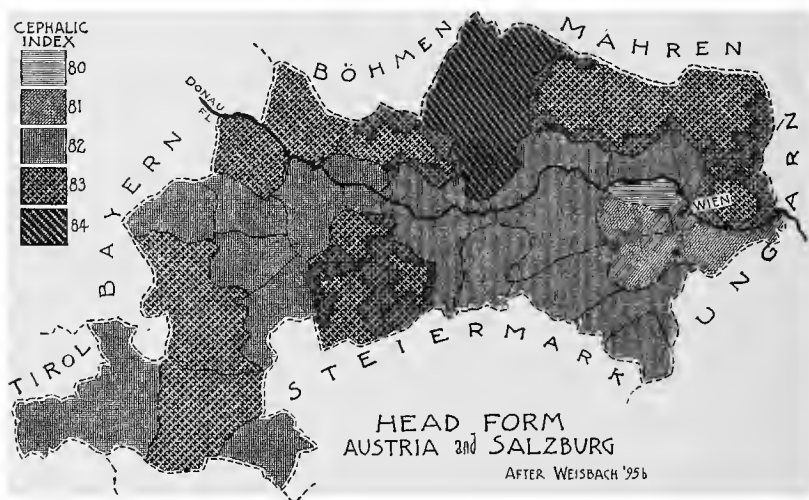 CEPHALIC
INDEX
80
81
82
83
84
BÖHMEN
MÄHREN
DONAU
FL.
BAYERN
WIEN
UNGARN
TIROL
STEIERMARK
HEAD FORM
AUSTRIA and SALZBURG
AFTER WEISBACH '95b